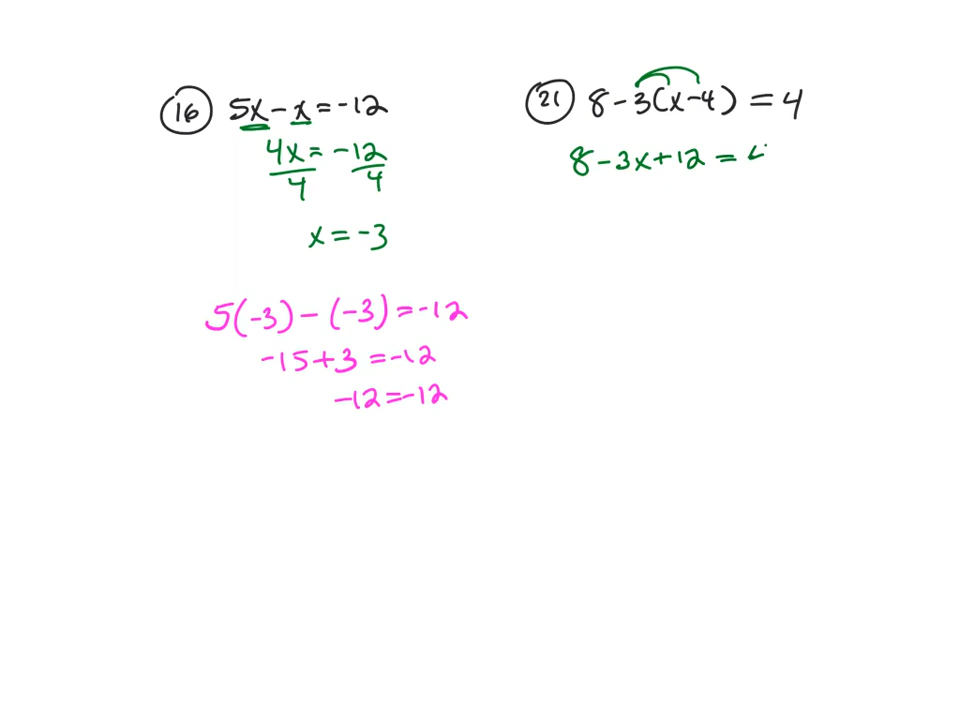 (16) 5x - x = -12
4x = -12
4 4
x = -3
5(-3) - (-3) = -12
-15 + 3 = -12
-12 = -12
(21) 8 - 3(x - 4) = 4
8 - 3x + 12 =